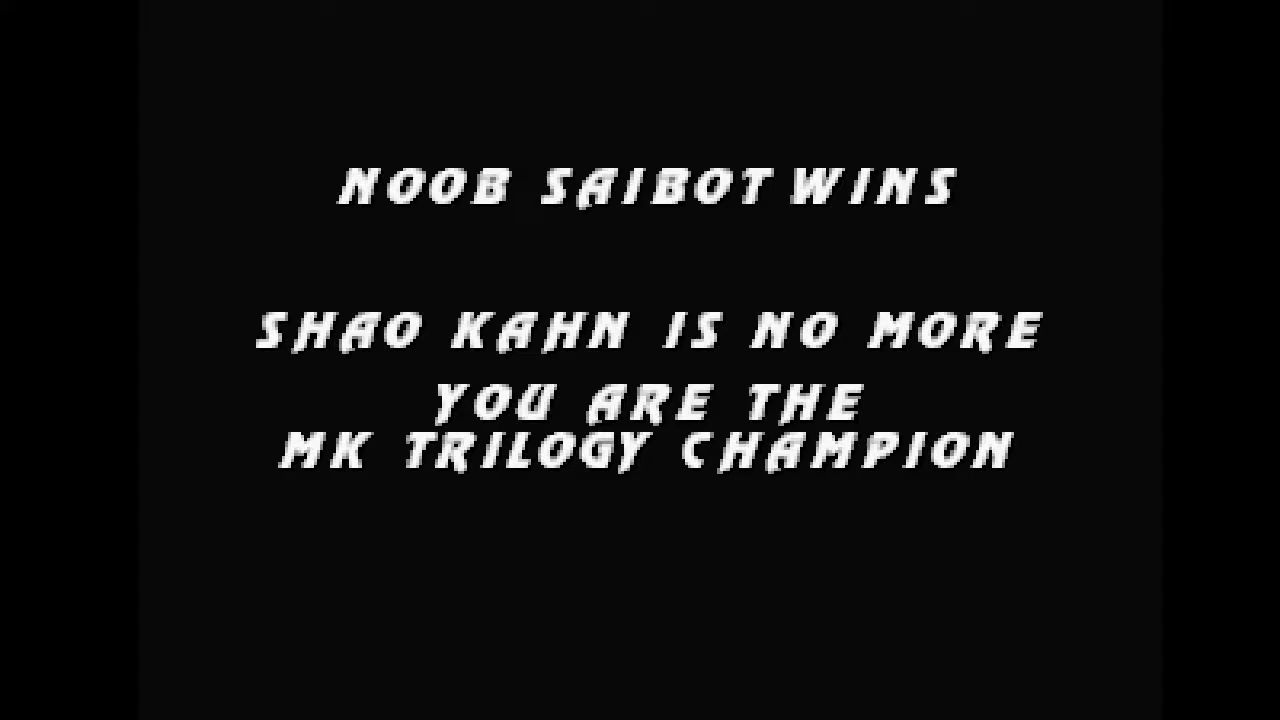 NOOB SAIBOT WINS
SHAO KAHN IS NO MORE
YOU ARE THE
MK TRILOGY CHAMPION